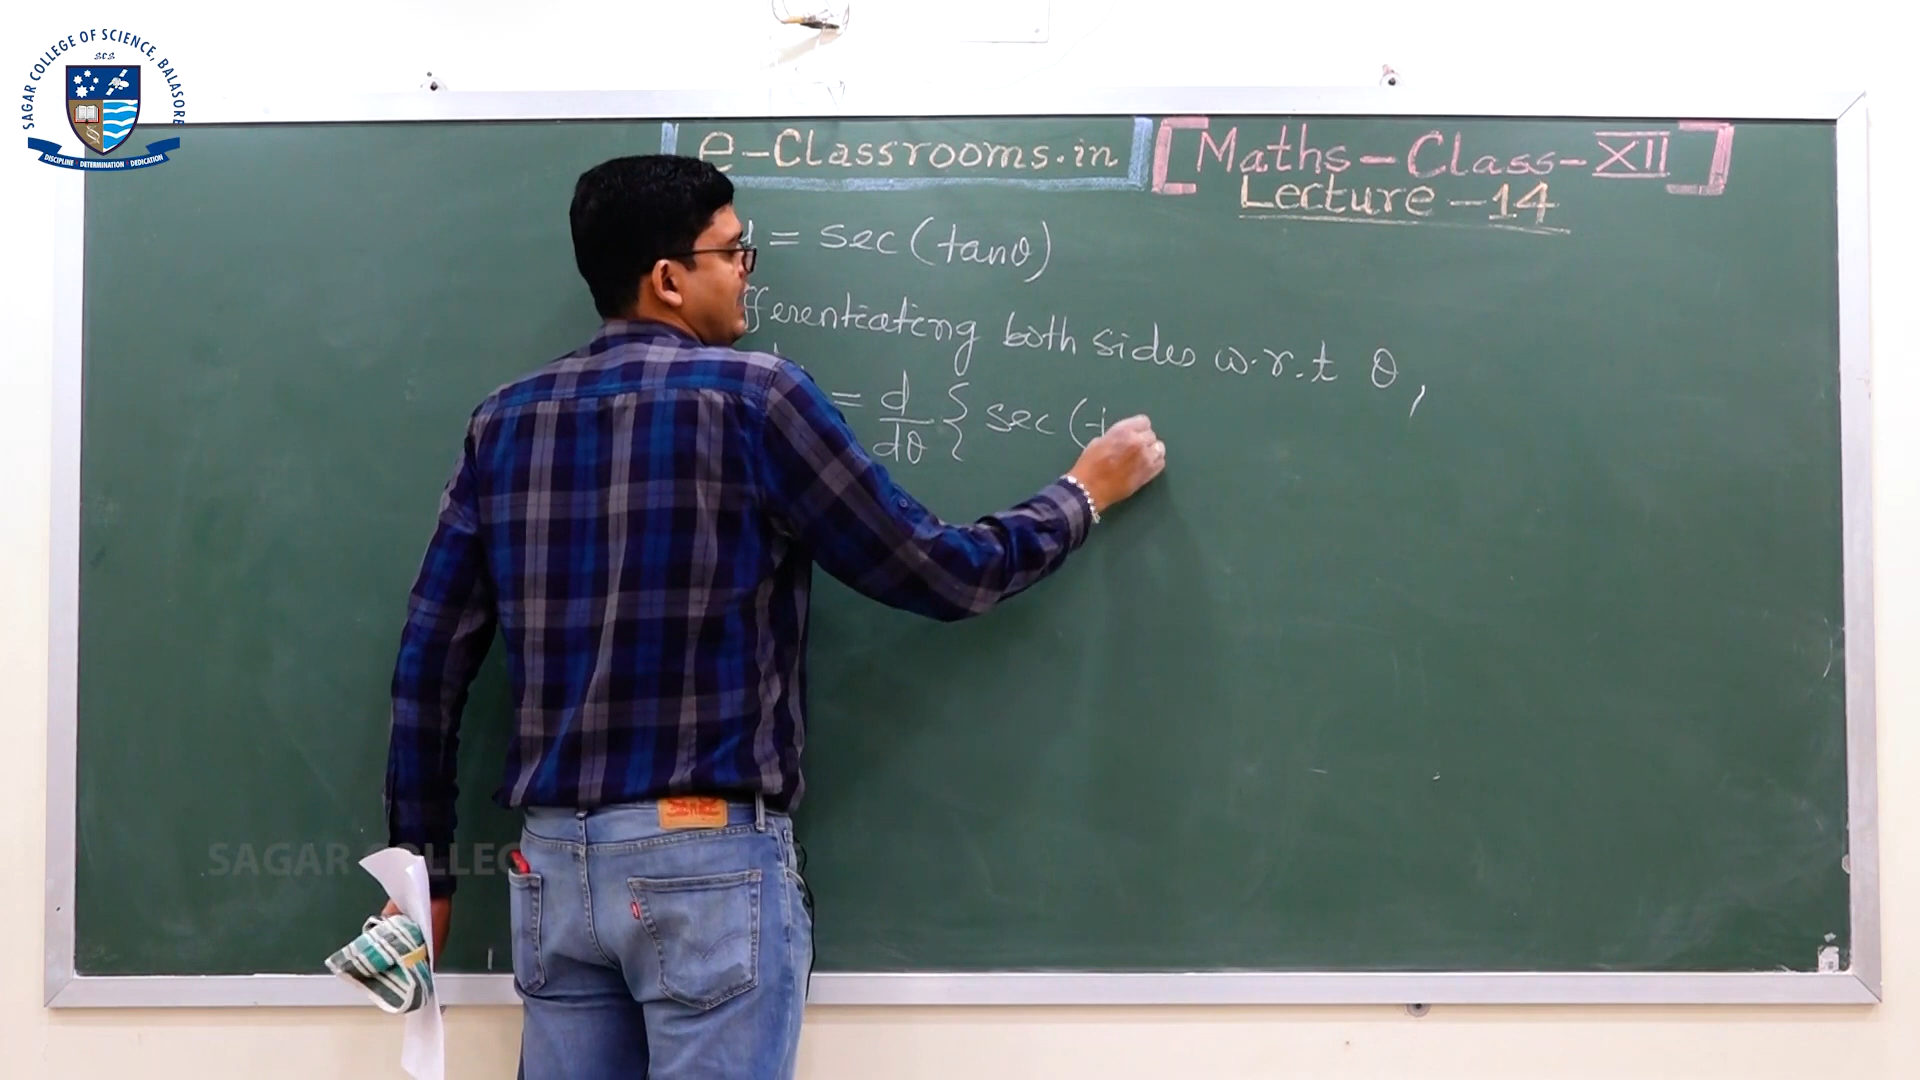 SAGAR COLLEGE OF SCIENCE, BALASORE
SCS
DISCIPLINE DETERMINATION DEDICATION
e-Classrooms.in
Maths-Class-XII
Lecture-14
= sec(tanθ)
fferentiating both sides w.r.t θ,
= d/dθ { sec (t
SAGAR COLLEG